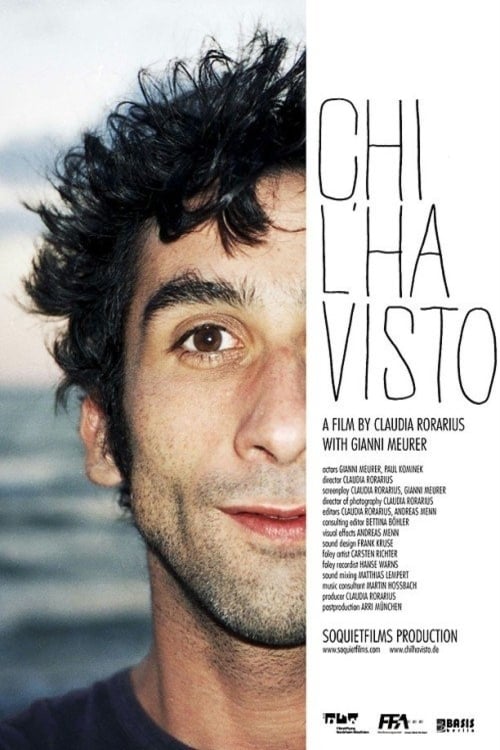 CHI
L'HA
VISTO
A FILM BY CLAUDIA RORARIUS
WITH GIANNI MEURER
actors GIANNI MEURER, PAUL KOMINEK
director CLAUDIA RORARIUS
screenplay CLAUDIA RORARIUS, GIANNI MEURER
director of photography CLAUDIA RORARIUS
editors CLAUDIA RORARIUS, ANDREAS MENN
consulting editor BETTINA BÖHLER
visual effects ANDREAS MENN
sound design FRANK KRUSE
foley artist CARSTEN RICHTER
foley recordist HANSE WARNS
sound mixing MATTHIAS LEMPERT
music consultant MARTIN HOSSBACH
producer CLAUDIA RORARIUS
postproduction ARRI MÜNCHEN
SOQUIETFILMS PRODUCTION
www.soquietfilms.com www.chilhavisto.de
FFA BASIS
berlin